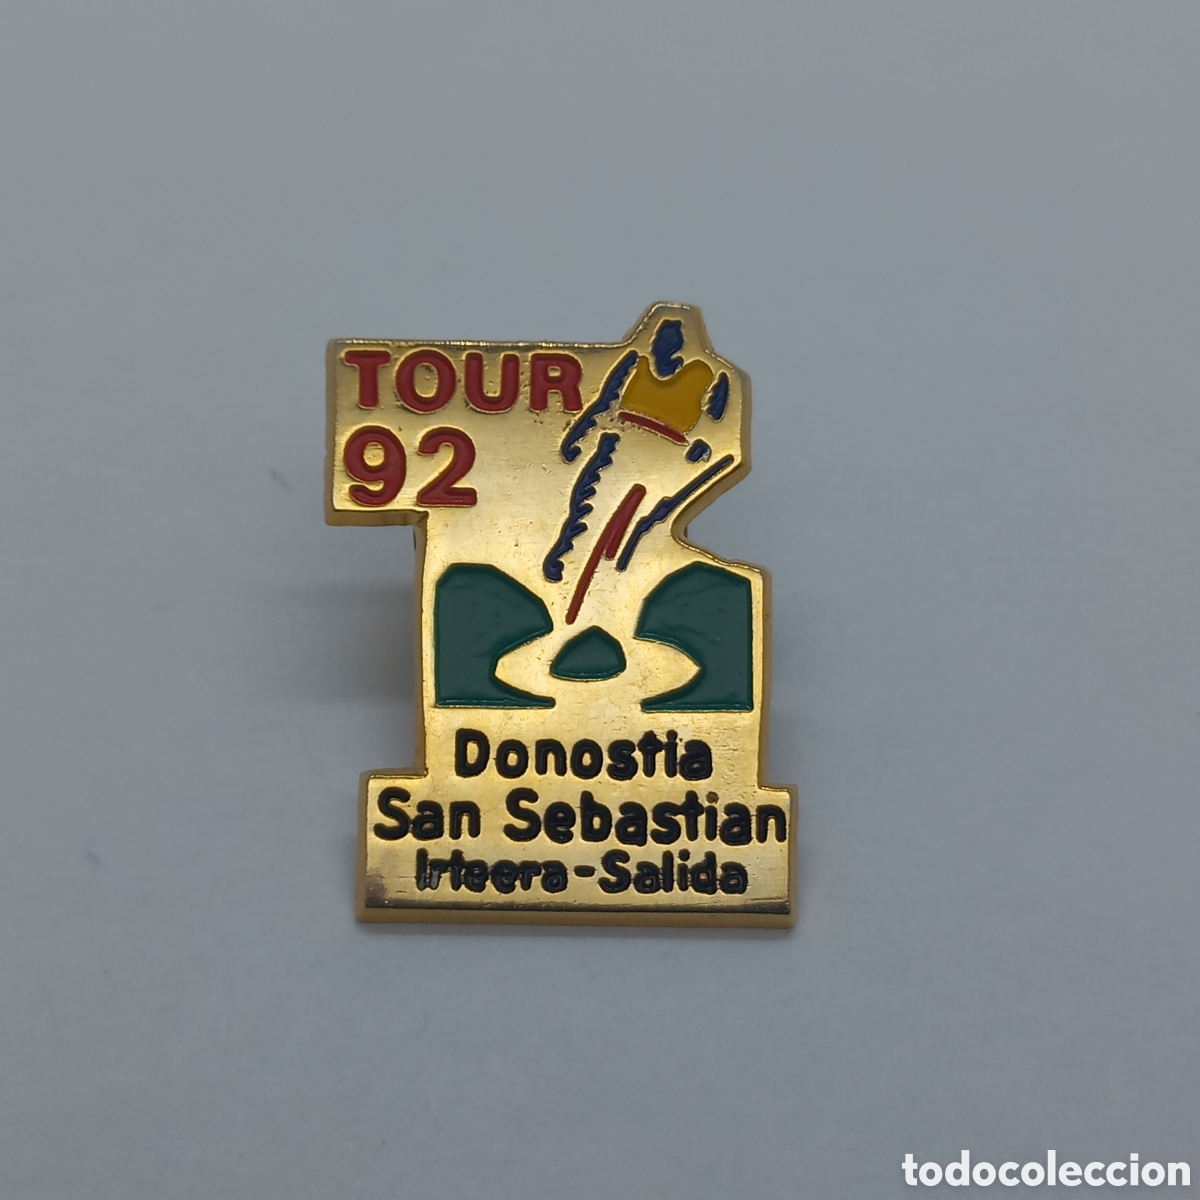 TOUR
92
Donostia
San Sebastian
Irteera-Salida
todocoleccion